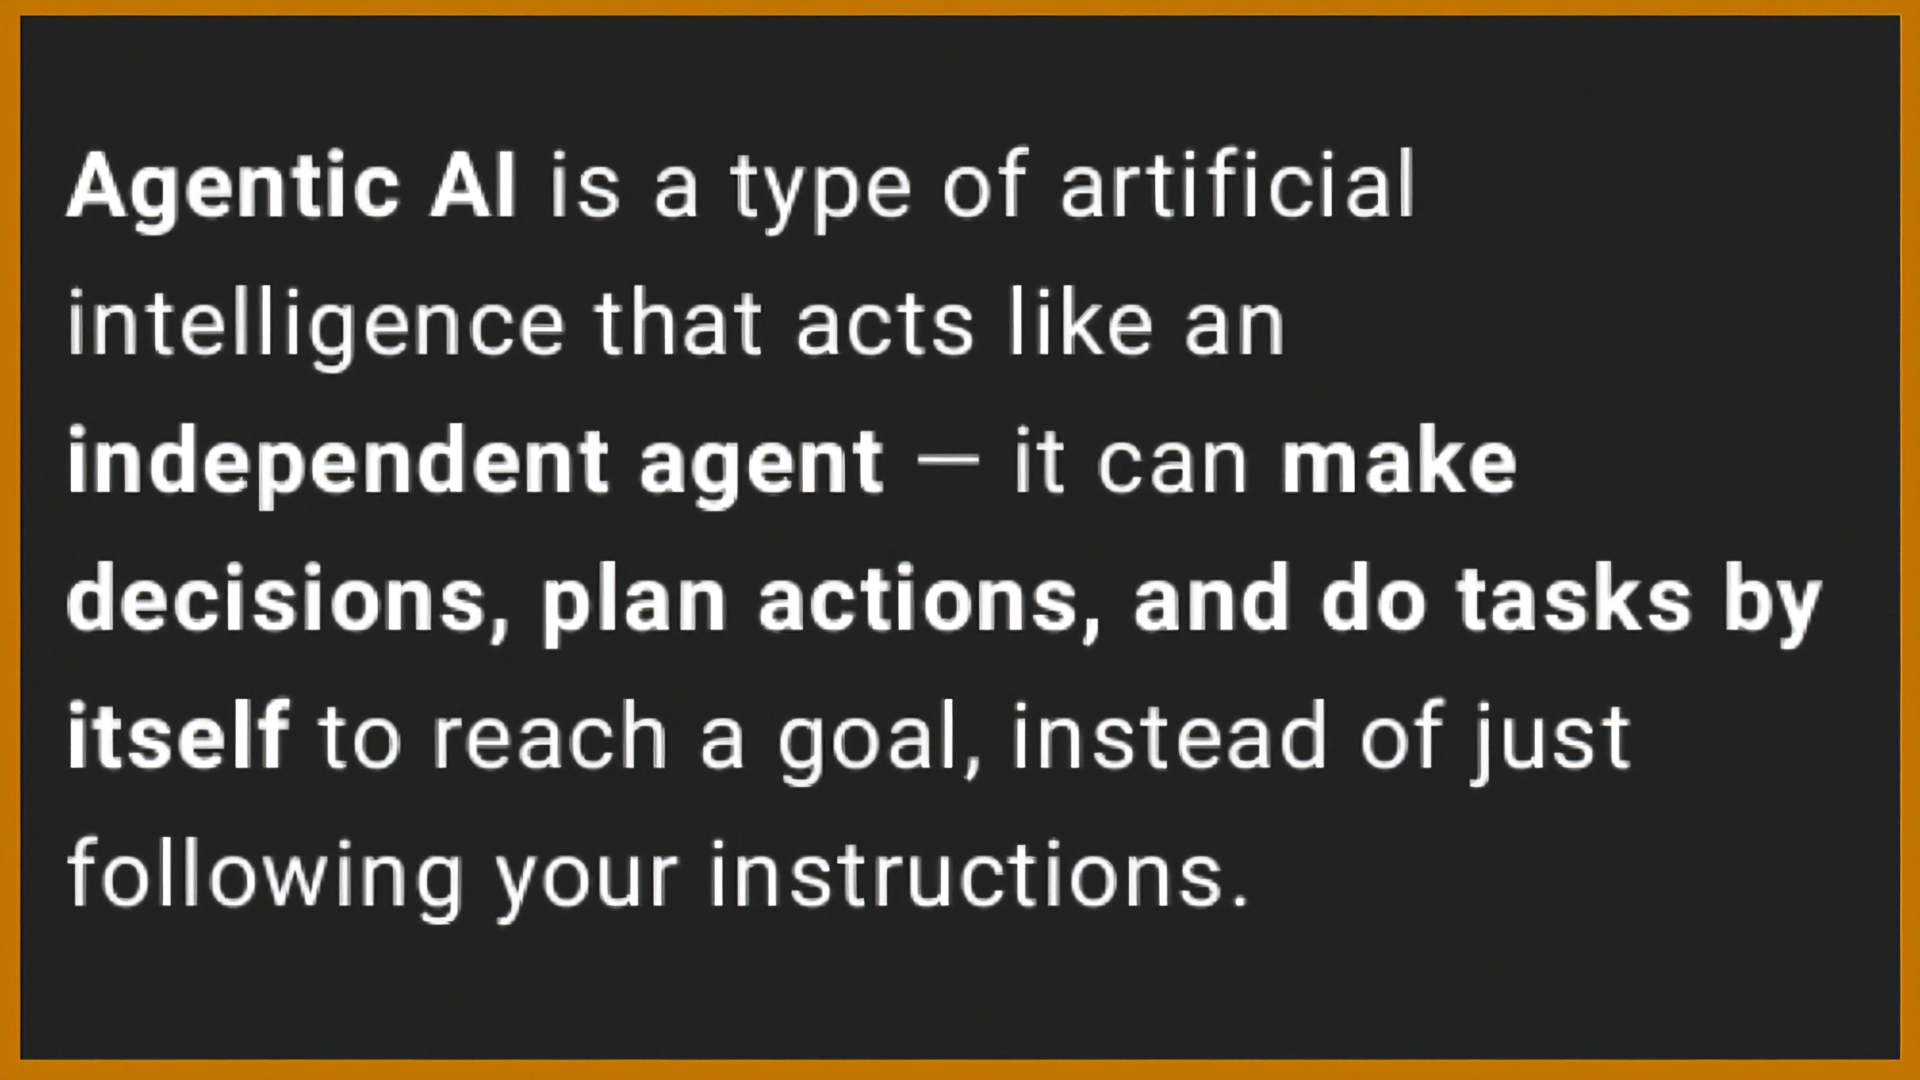 Agentic AI is a type of artificial
intelligence that acts like an
independent agent — it can make
decisions, plan actions, and do tasks by
itself to reach a goal, instead of just
following your instructions.